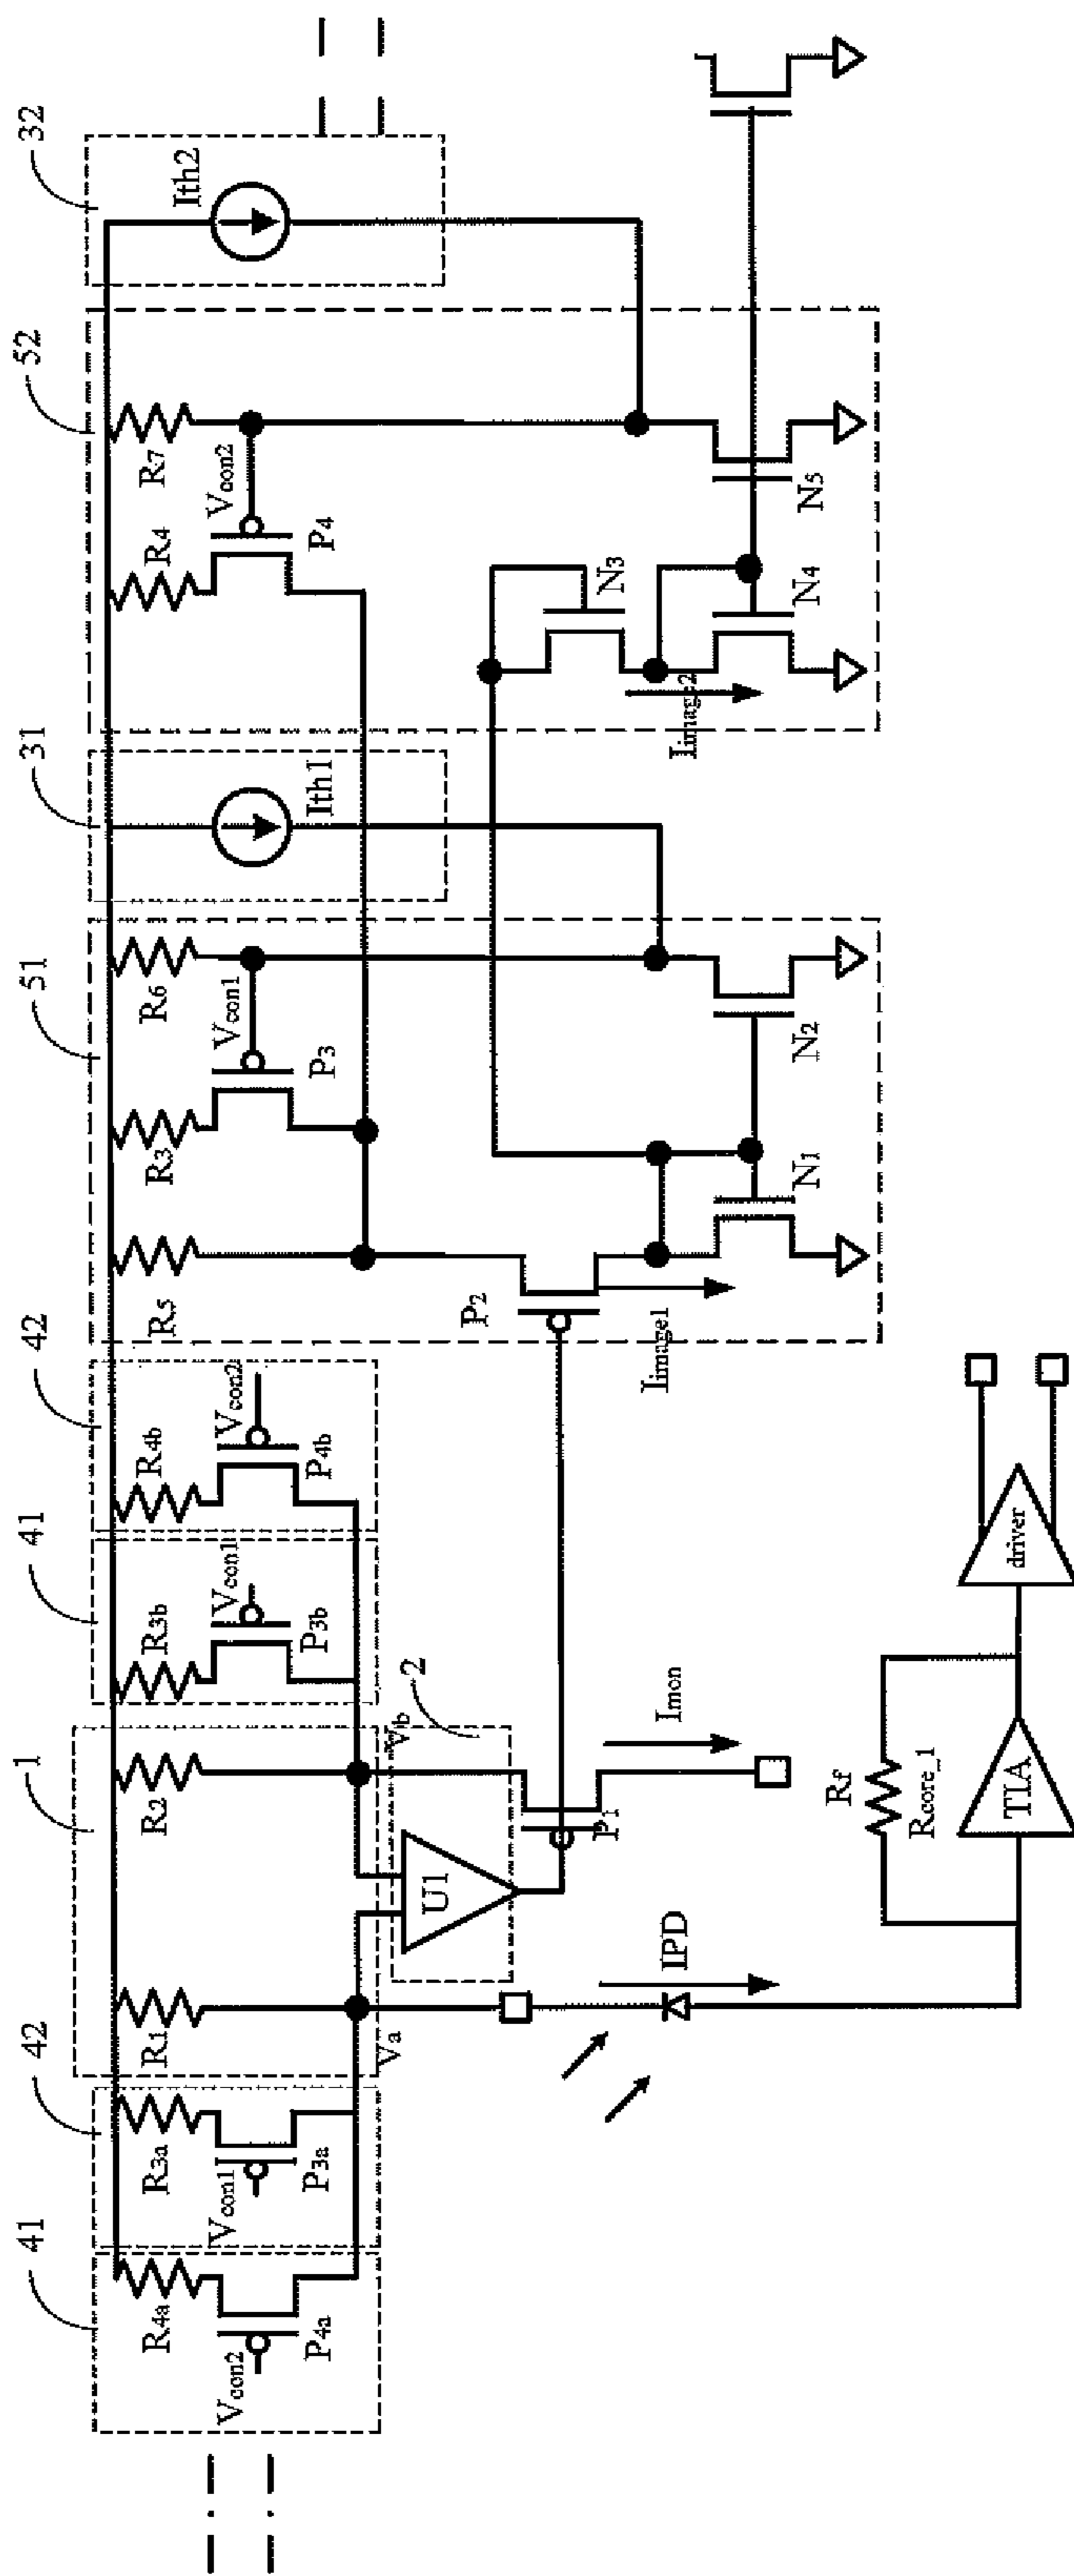 41
42
1
41
42
51
31
52
32
R4a
Vcon2
P4a
R3a
Vcon1
P3a
R1
Va
R2
Vb
2
U1
P1
Imon
IPD
Rf
Rcore_1
TIA
driver
R3b
Vcon1
P3b
R4b
Vcon2
P4b
R5
P2
Iimage1
R3
Vcon1
P3
R6
N1
N2
Ith1
R4
Vcon2
P4
R7
N3
Iimage2
N4
N5
Ith2